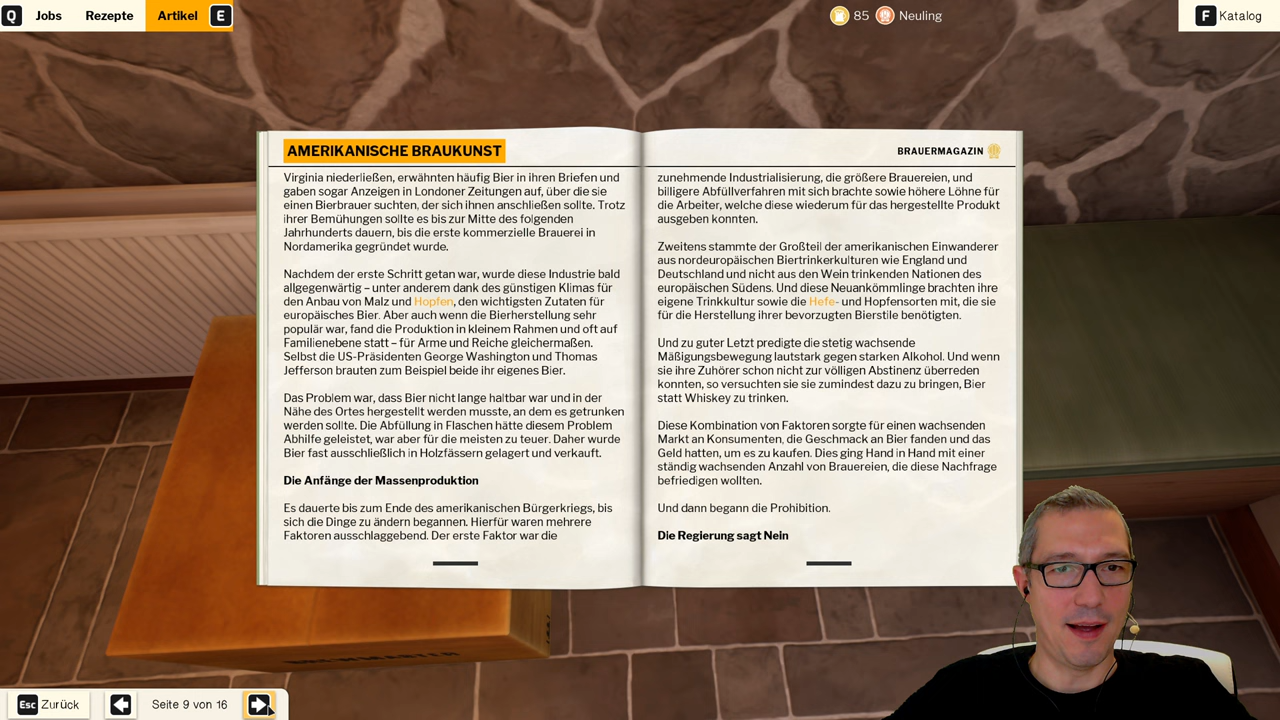 Q Jobs Rezepte Artikel E
85 Neuling
F Katalog
AMERIKANISCHE BRAUKUNST
BRAUERMAGAZIN
Virginia niederließen, erwähnten häufig Bier in ihren Briefen und
gaben sogar Anzeigen in Londoner Zeitungen auf, über die sie
einen Bierbrauer suchten, der sich ihnen anschließen sollte. Trotz
ihrer Bemühungen sollte es bis zur Mitte des folgenden
Jahrhunderts dauern, bis die erste kommerzielle Brauerei in
Nordamerika gegründet wurde.
Nachdem der erste Schritt getan war, wurde diese Industrie bald
allgegenwärtig – unter anderem dank des günstigen Klimas für
den Anbau von Malz und Hopfen, den wichtigsten Zutaten für
europäisches Bier. Aber auch wenn die Bierherstellung sehr
populär war, fand die Produktion in kleinem Rahmen und oft auf
Familienebene statt – für Arme und Reiche gleichermaßen.
Selbst die US-Präsidenten George Washington und Thomas
Jefferson brauten zum Beispiel beide ihr eigenes Bier.
Das Problem war, dass Bier nicht lange haltbar war und in der
Nähe des Ortes hergestellt werden musste, an dem es getrunken
werden sollte. Die Abfüllung in Flaschen hätte diesem Problem
Abhilfe geleistet, war aber für die meisten zu teuer. Daher wurde
Bier fast ausschließlich in Holzfässern gelagert und verkauft.
Die Anfänge der Massenproduktion
Es dauerte bis zum Ende des amerikanischen Bürgerkriegs, bis
sich die Dinge zu ändern begannen. Hierfür waren mehrere
Faktoren ausschlaggebend. Der erste Faktor war die
zunehmende Industrialisierung, die größere Brauereien, und
billigere Abfüllverfahren mit sich brachte sowie höhere Löhne für
die Arbeiter, welche diese wiederum für das hergestellte Produkt
ausgeben konnten.
Zweitens stammte der Großteil der amerikanischen Einwanderer
aus nordeuropäischen Biertrinkerkulturen wie England und
Deutschland und nicht aus den Wein trinkenden Nationen des
europäischen Südens. Und diese Neuankömmlinge brachten ihre
eigene Trinkkultur sowie die Hefe- und Hopfensorten mit, die sie
für die Herstellung ihrer bevorzugten Bierstile benötigten.
Und zu guter Letzt predigte die stetig wachsende
Mäßigungsbewegung lautstark gegen starken Alkohol. Und wenn
sie ihre Zuhörer schon nicht zur völligen Abstinenz überreden
konnten, so versuchten sie sie zumindest dazu zu bringen, Bier
statt Whiskey zu trinken.
Diese Kombination von Faktoren sorgte für einen wachsenden
Markt an Konsumenten, die Geschmack an Bier fanden und das
Geld hatten, um es zu kaufen. Dies ging Hand in Hand mit einer
ständig wachsenden Anzahl von Brauereien, die diese Nachfrage
befriedigen wollten.
Und dann begann die Prohibition.
Die Regierung sagt Nein
Esc Zurück Seite 9 von 16